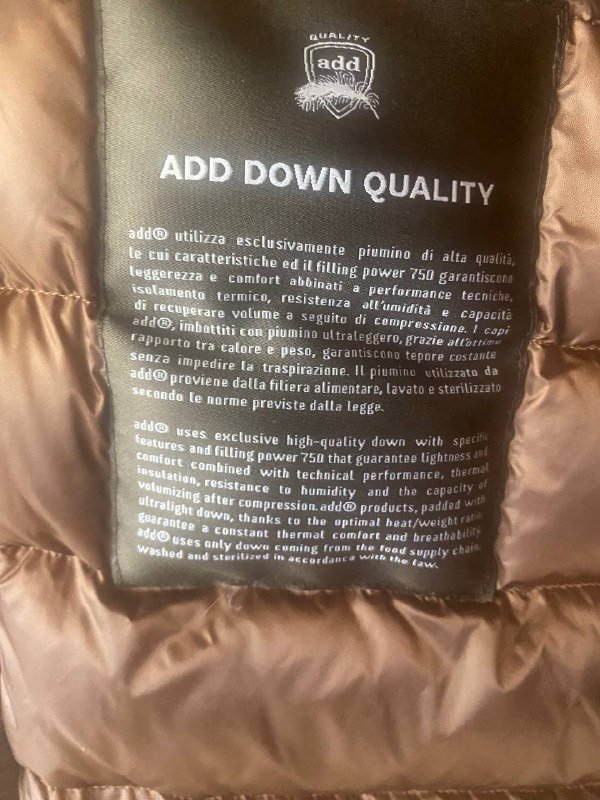 QUALITY
add
ADD DOWN QUALITY
add® utilizza esclusivamente piumino di alta qualità,
le cui caratteristiche ed il filling power 750 garantiscono
leggerezza e comfort abbinati a performance tecniche,
isolamento termico, resistenza all'umidità e capacità
di recuperare volume a seguito di compressione. I capi
add®, imbottiti con piumino ultraleggero, grazie all'ottimo
rapporto tra calore e peso, garantiscono tepore costante
senza impedire la traspirazione. Il piumino utilizzato da
add® proviene dalla filiera alimentare, lavato e sterilizzato
secondo le norme previste dalla legge.
add® uses exclusive high-quality down with specific
features and filling power 750 that guarantee lightness and
comfort combined with technical performance, thermal
insulation, resistance to humidity and the capacity of
volumizing after compression. add® products, padded with
ultralight down, thanks to the optimal heat/weight ratio
guarantee a constant thermal comfort and breathability.
add® uses only down coming from the food supply chain.
Washed and sterilized in accordance with the law.